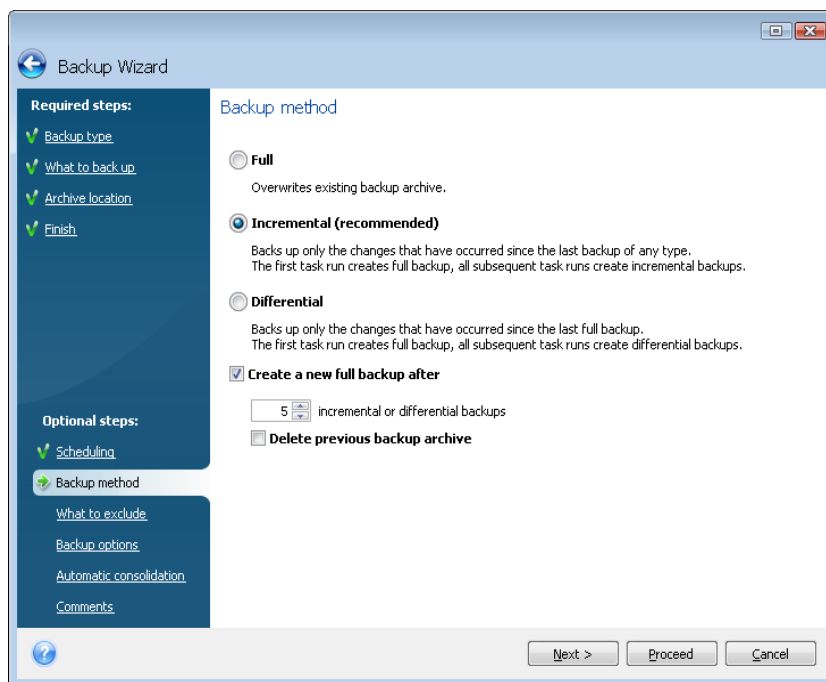 Backup Wizard
Required steps:
Backup type
What to back up
Archive location
Finish
Optional steps:
Scheduling
Backup method
What to exclude
Backup options
Automatic consolidation
Comments
Backup method
Full
Overwrites existing backup archive.
Incremental (recommended)
Backs up only the changes that have occurred since the last backup of any type.
The first task run creates full backup, all subsequent task runs create incremental backups.
Differential
Backs up only the changes that have occurred since the last full backup.
The first task run creates full backup, all subsequent task runs create differential backups.
Create a new full backup after
5 incremental or differential backups
Delete previous backup archive
Next > Proceed Cancel